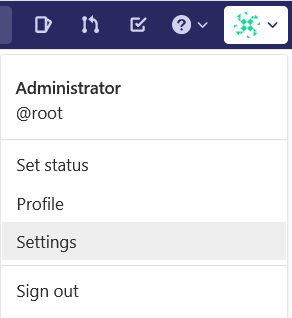 Administrator
@root
Set status
Profile
Settings
Sign out